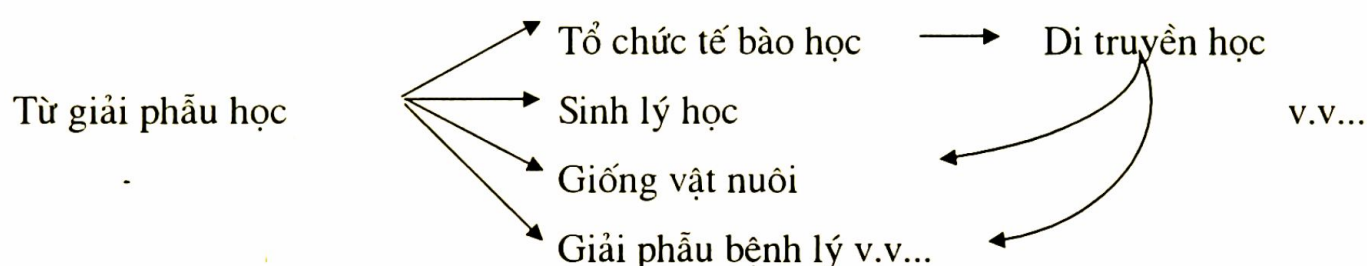 Tổ chức tế bào học Di truyền học
Từ giải phẫu học Sinh lý học v.v...
Giống vật nuôi
Giải phẫu bệnh lý v.v...